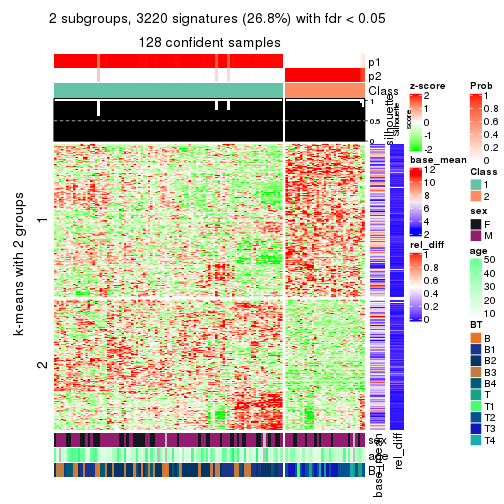 2 subgroups, 3220 signatures (26.8%) with fdr < 0.05
128 confident samples
p1
p2
Class
silhouette
score
1
0.5
0
k-means with 2 groups
1
2
sex
age
BT
base_mean
rel_diff
z-score
2
1
0
-1
-2
base_mean
12
10
8
6
4
2
rel_diff
1
0.8
0.6
0.4
0.2
0
Prob
1
0.8
0.6
0.4
0.2
0
Class
1
2
sex
F
M
age
50
40
30
20
10
BT
B
B1
B2
B3
B4
T
T1
T2
T3
T4